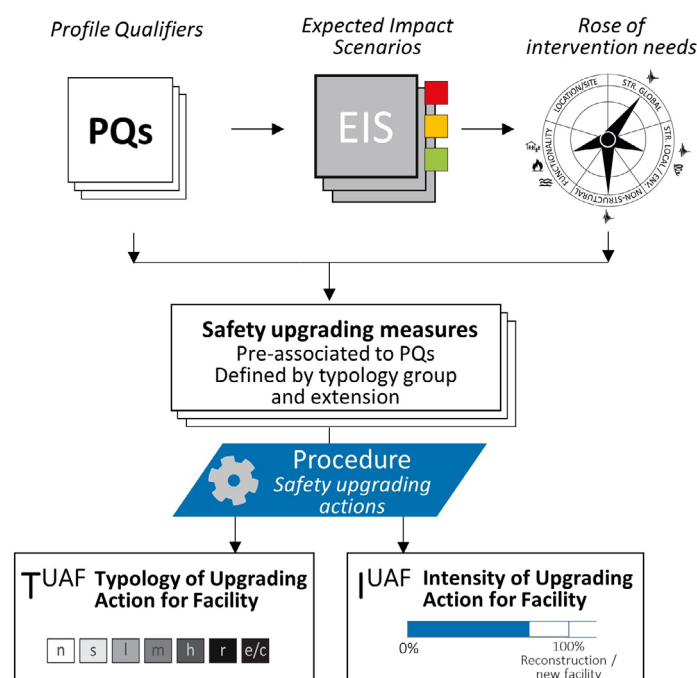 Profile Qualifiers
Expected Impact
Scenarios
Rose of
intervention needs
PQs
EIS
LOCATION/SITE
STR. GLOBAL
STR. LOCAL / ENV.
NON-STRUCTURAL
FUNCTIONALITY
Safety upgrading measures
Pre-associated to PQs
Defined by typology group
and extension
Procedure
Safety upgrading
actions
TUAF Typology of Upgrading
Action for Facility
n s l m h r e/c
IUAF Intensity of Upgrading
Action for Facility
0% 100%
Reconstruction /
new facility